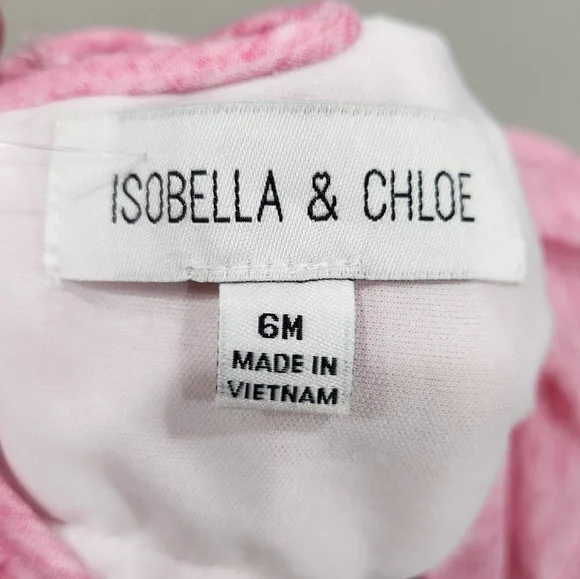 ISOBELLA & CHLOE
6M
MADE IN
VIETNAM